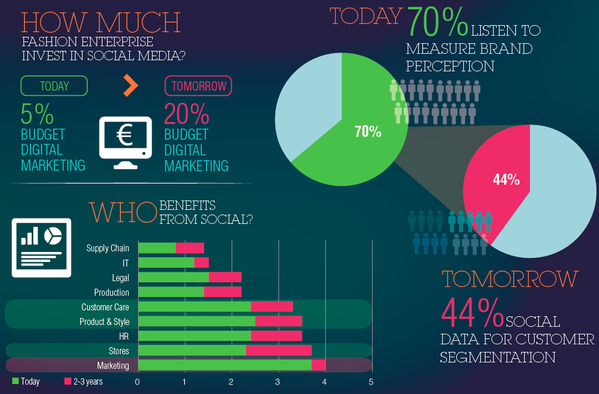 HOW MUCH
FASHION ENTERPRISE
INVEST IN SOCIAL MEDIA?
TODAY
TOMORROW
5%
BUDGET
DIGITAL
MARKETING
€
20%
BUDGET
DIGITAL
MARKETING
TODAY 70% LISTEN TO
MEASURE BRAND
PERCEPTION
70%
44%
TOMORROW
44% SOCIAL
DATA FOR CUSTOMER
SEGMENTATION
WHO BENEFITS
FROM SOCIAL?
Supply Chain
IT
Legal
Production
Customer Care
Product & Style
HR
Stores
Marketing
Today 2-3 years
0 1 2 3 4 5